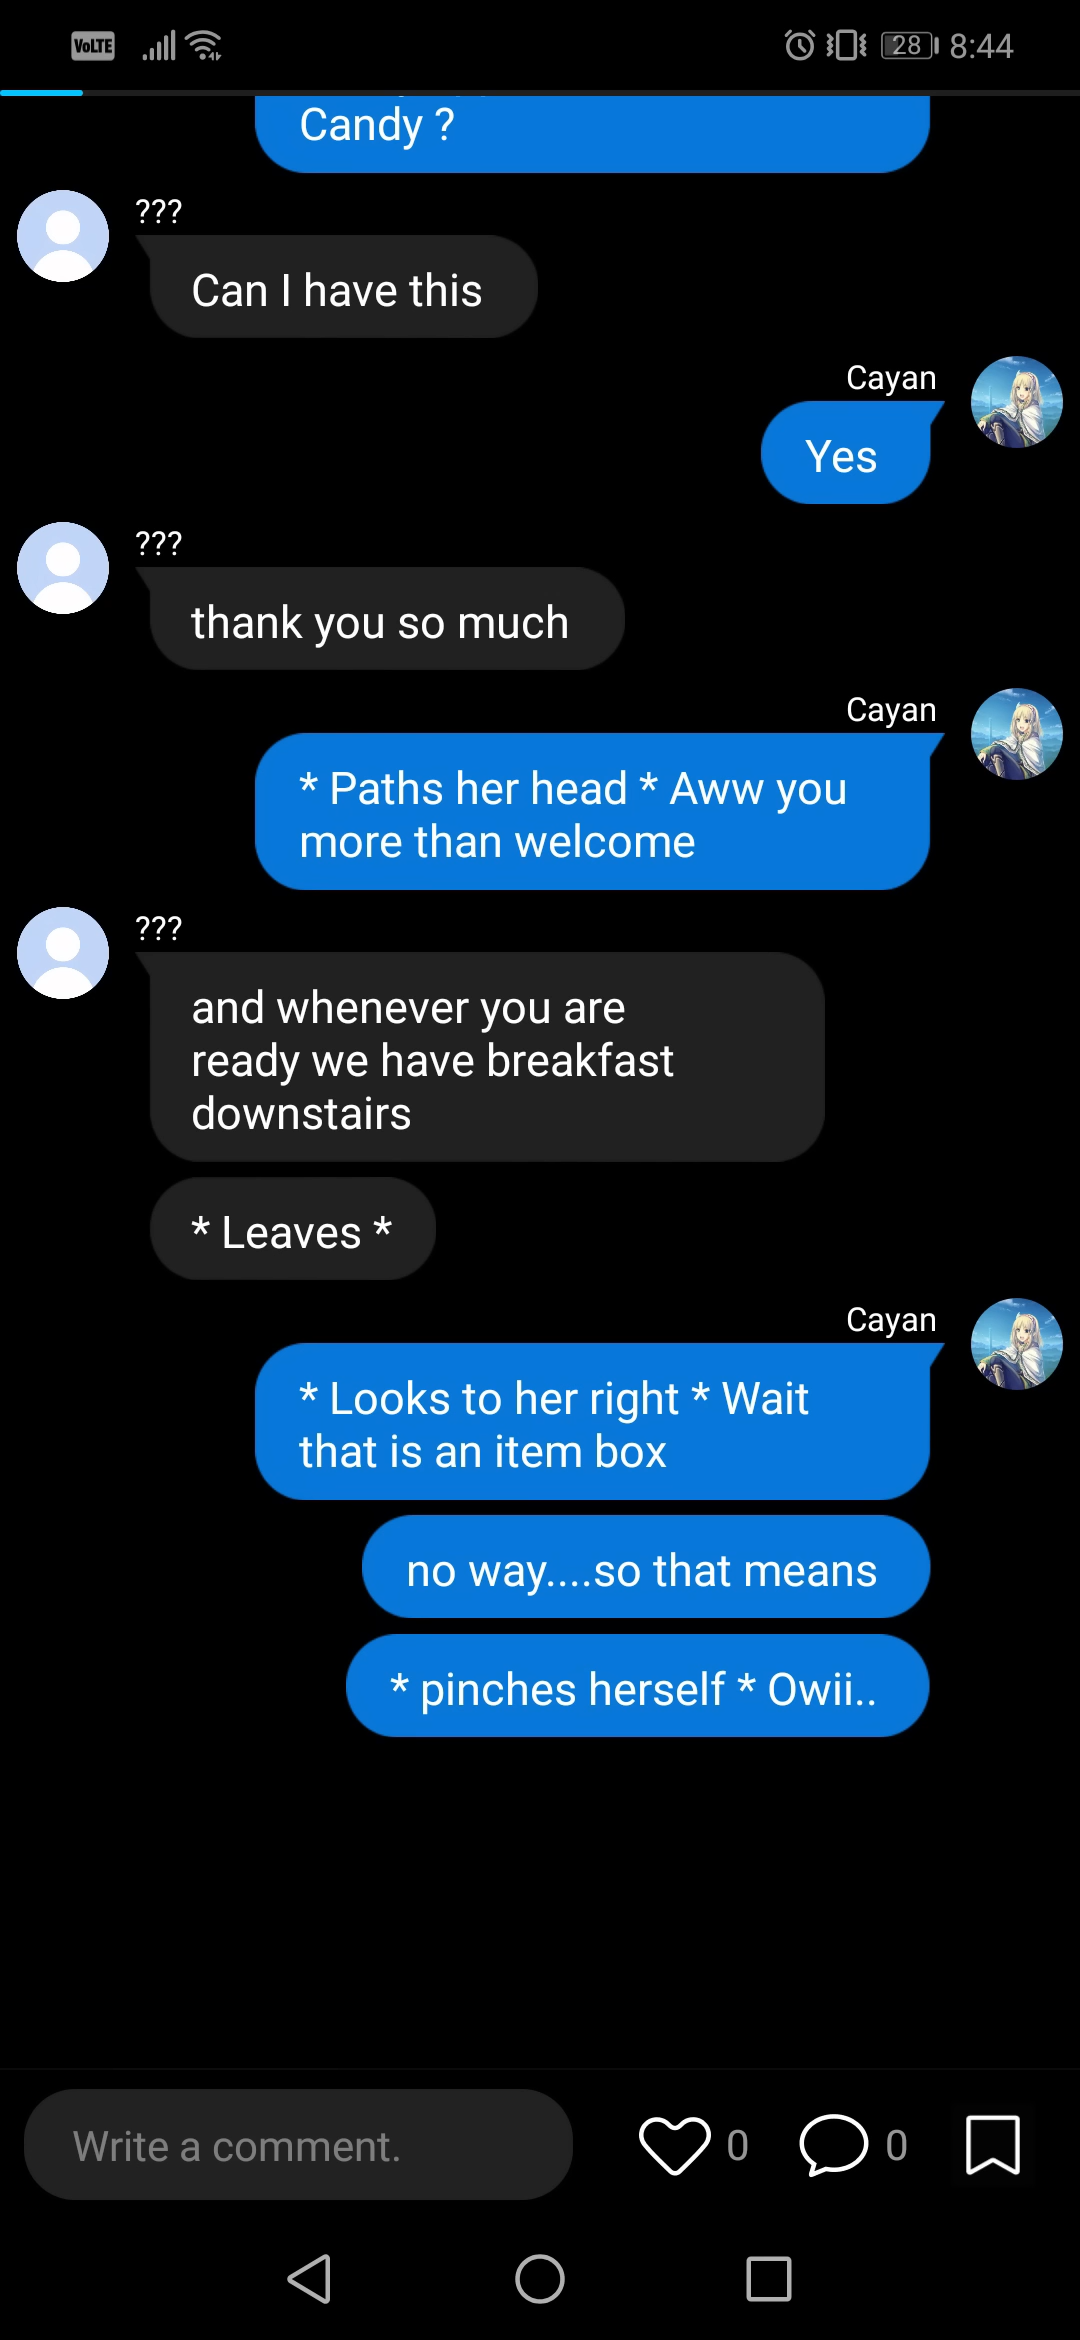 VoLTE 28 8:44
Candy ?
???
Can I have this
Cayan
Yes
???
thank you so much
Cayan
* Paths her head * Aww you
more than welcome
???
and whenever you are
ready we have breakfast
downstairs
* Leaves *
Cayan
* Looks to her right * Wait
that is an item box
no way....so that means
* pinches herself * Owii..
Write a comment. 0 0